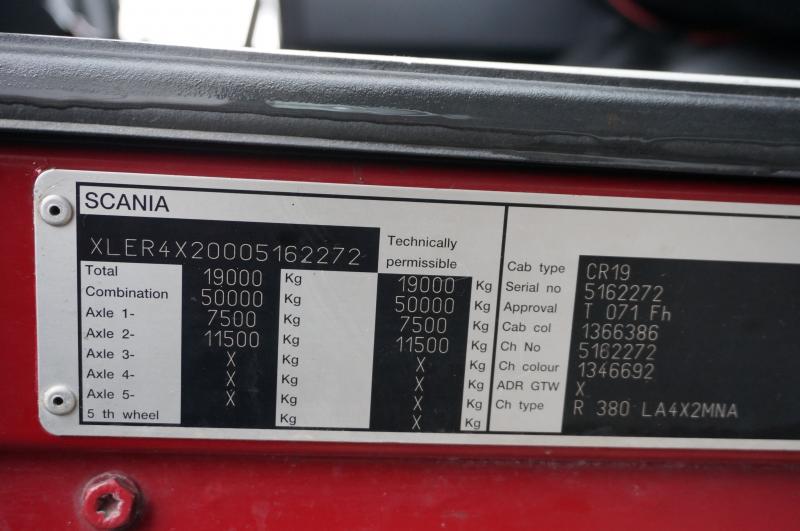 SCANIA
XLER4X20005162272
Technically
permissible
Total 19000 Kg 19000 Kg
Combination 50000 Kg 50000 Kg
Axle 1- 7500 Kg 7500 Kg
Axle 2- 11500 Kg 11500 Kg
Axle 3- X Kg X Kg
Axle 4- X Kg X Kg
Axle 5- X Kg X Kg
5 th wheel Kg X Kg
Cab type CR19
Serial no 5162272
Approval T 071 Fh
Cab col 1366386
Ch No 5162272
Ch colour 1346692
ADR GTW X
Ch type R 380 LA4X2MNA